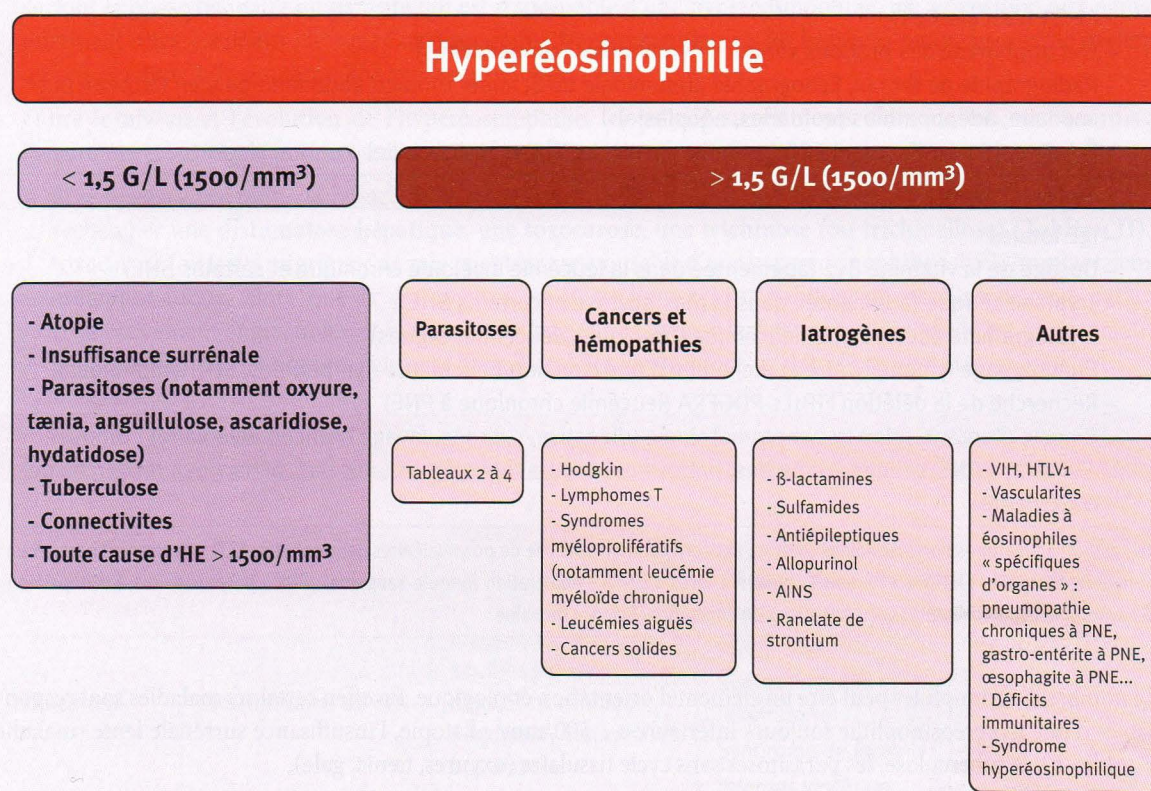 Hyperéosinophilie
< 1,5 G/L (1500/mm³)
> 1,5 G/L (1500/mm³)
- Atopie
- Insuffisance surrénale
- Parasitoses (notamment oxyure,
tænia, anguillulose, ascaridiose,
hydatidose)
- Tuberculose
- Connectivites
- Toute cause d'HE > 1500/mm³
Parasitoses
Tableaux 2 à 4
Cancers et
hémopathies
- Hodgkin
- Lymphomes T
- Syndromes
myéloprolifératifs
(notamment leucémie
myéloïde chronique)
- Leucémies aiguës
- Cancers solides
Iatrogènes
- ß-lactamines
- Sulfamides
- Antiépileptiques
- Allopurinol
- AINS
- Ranelate de
strontium
Autres
- VIH, HTLV1
- Vascularites
- Maladies à
éosinophiles
« spécifiques
d'organes » :
pneumopathie
chroniques à PNE,
gastro-entérite à PNE,
œsophagite à PNE...
- Déficits
immunitaires
- Syndrome
hyperéosinophilique